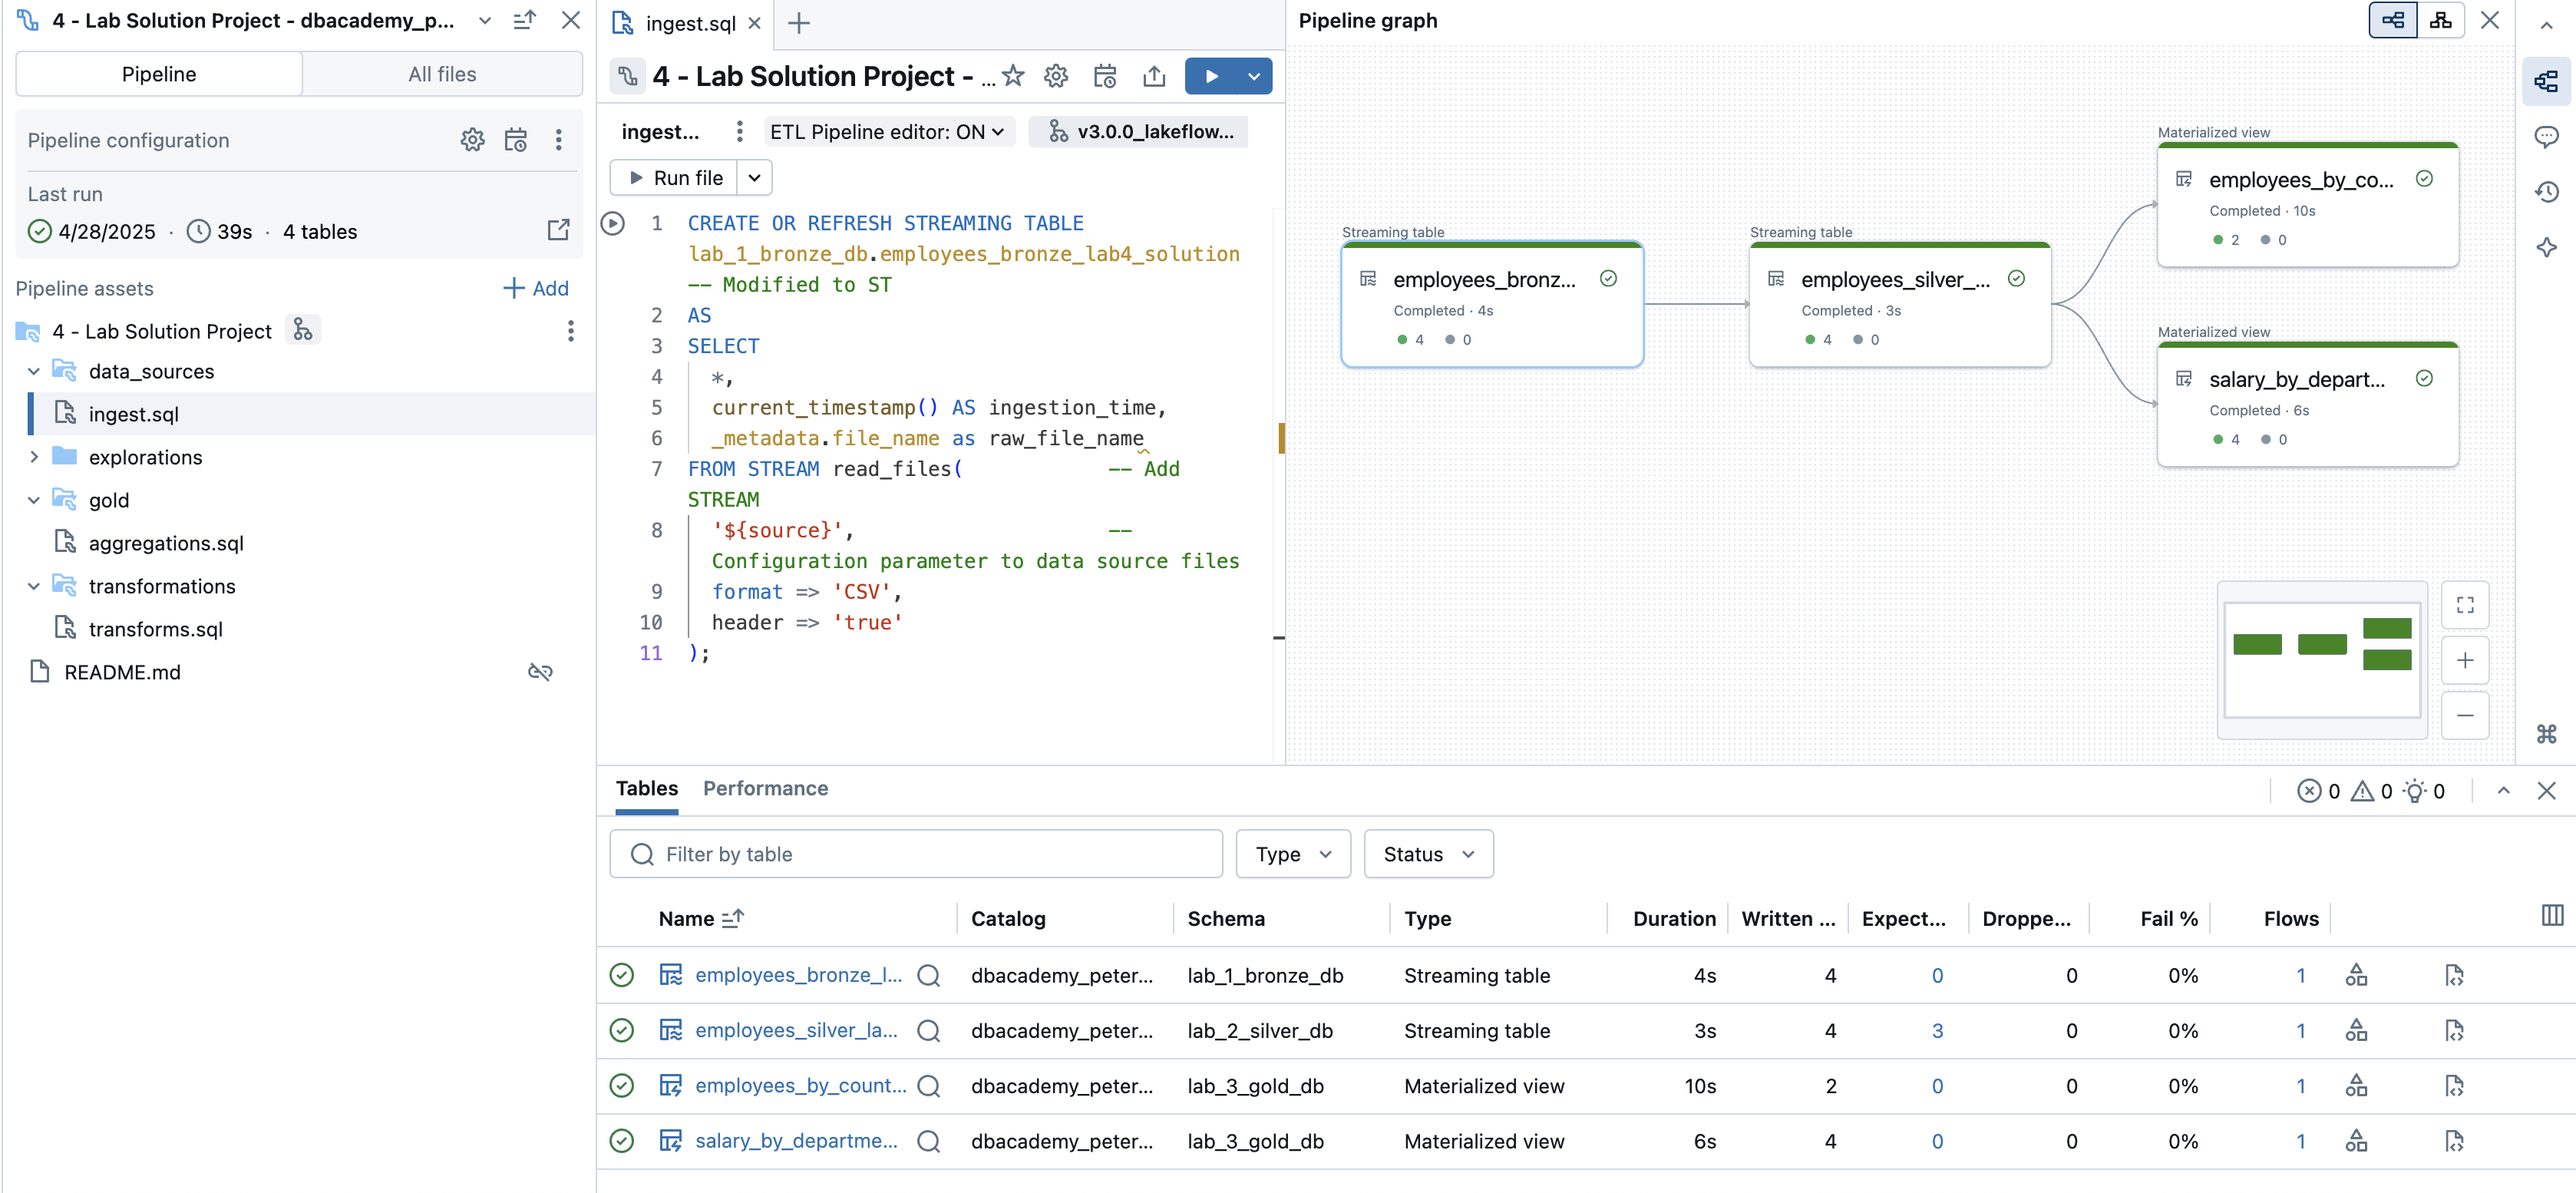 4 - Lab Solution Project - dbacademy_p...
Pipeline
All files
Pipeline configuration
Last run
4/28/2025 · 39s · 4 tables
Pipeline assets
Add
4 - Lab Solution Project
data_sources
ingest.sql
explorations
gold
aggregations.sql
transformations
transforms.sql
README.md
ingest.sql
4 - Lab Solution Project - ...
ingest...
ETL Pipeline editor: ON
v3.0.0_lakeflow...
Run file
1 CREATE OR REFRESH STREAMING TABLE
lab_1_bronze_db.employees_bronze_lab4_solution
-- Modified to ST
2 AS
3 SELECT
4 *,
5 current_timestamp() AS ingestion_time,
6 _metadata.file_name as raw_file_name
7 FROM STREAM read_files( -- Add
STREAM
8 '${source}', --
Configuration parameter to data source files
9 format => 'CSV',
10 header => 'true'
11 );
Pipeline graph
Streaming table
employees_bronz...
Completed · 4s
4 0
Streaming table
employees_silver_...
Completed · 3s
4 0
Materialized view
employees_by_co...
Completed · 10s
2 0
Materialized view
salary_by_depart...
Completed · 6s
4 0
Tables
Performance
0 0 0
Filter by table
Type
Status
Name Catalog Schema Type Duration Written ... Expect... Droppe... Fail % Flows
employees_bronze_l... dbacademy_peter... lab_1_bronze_db Streaming table 4s 4 0 0 0% 1
employees_silver_la... dbacademy_peter... lab_2_silver_db Streaming table 3s 4 3 0 0% 1
employees_by_count... dbacademy_peter... lab_3_gold_db Materialized view 10s 2 0 0 0% 1
salary_by_departme... dbacademy_peter... lab_3_gold_db Materialized view 6s 4 0 0 0% 1